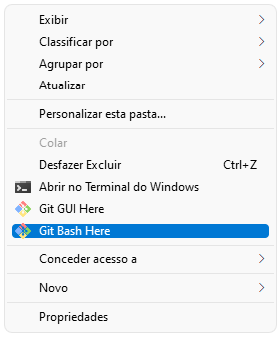 Exibir
Classificar por
Agrupar por
Atualizar
Personalizar esta pasta...
Colar
Desfazer Excluir Ctrl+Z
Abrir no Terminal do Windows
Git GUI Here
Git Bash Here
Conceder acesso a
Novo
Propriedades